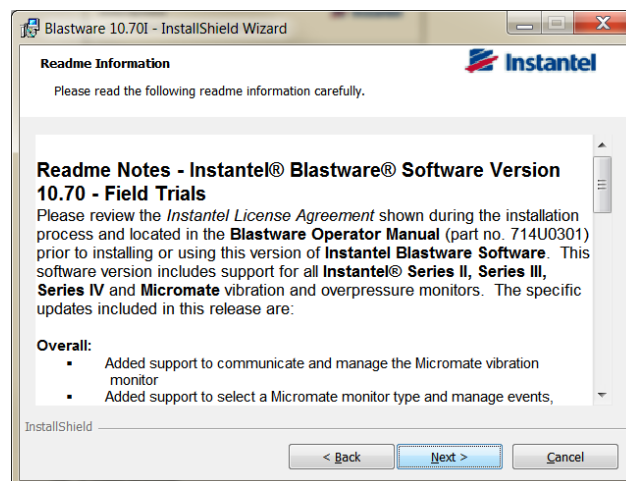 Blastware 10.70I - InstallShield Wizard
Readme Information
Instantel
Please read the following readme information carefully.
Readme Notes - Instantel® Blastware® Software Version
10.70 - Field Trials
Please review the Instantel License Agreement shown during the installation
process and located in the Blastware Operator Manual (part no. 714U0301)
prior to installing or using this version of Instantel Blastware Software. This
software version includes support for all Instantel® Series II, Series III,
Series IV and Micromate vibration and overpressure monitors. The specific
updates included in this release are:
Overall:
▪ Added support to communicate and manage the Micromate vibration
monitor
▪ Added support to select a Micromate monitor type and manage events,
InstallShield
< Back
Next >
Cancel